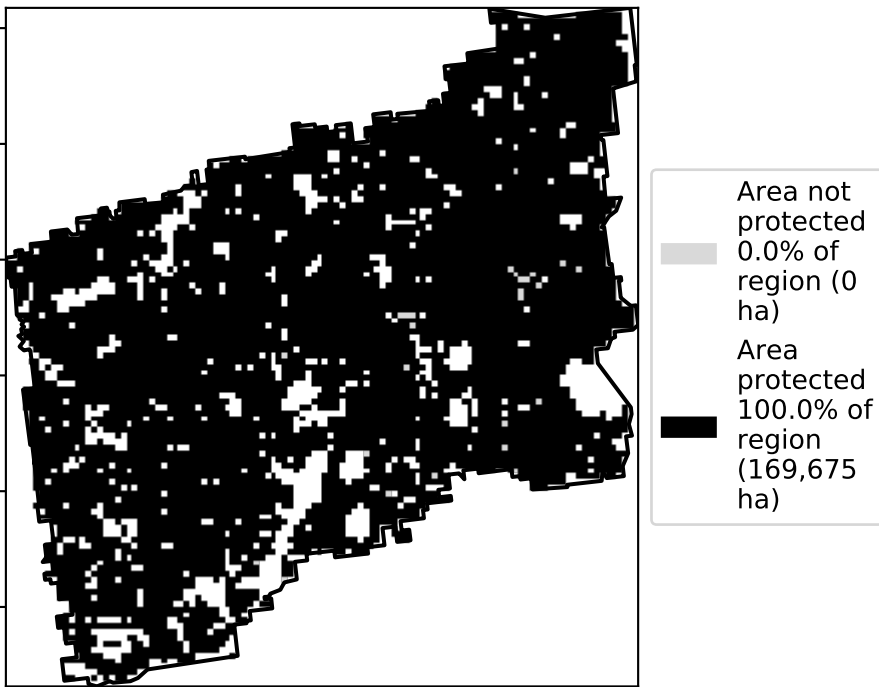 Area not
protected
0.0% of
region (0
ha)
Area
protected
100.0% of
region
(169,675
ha)